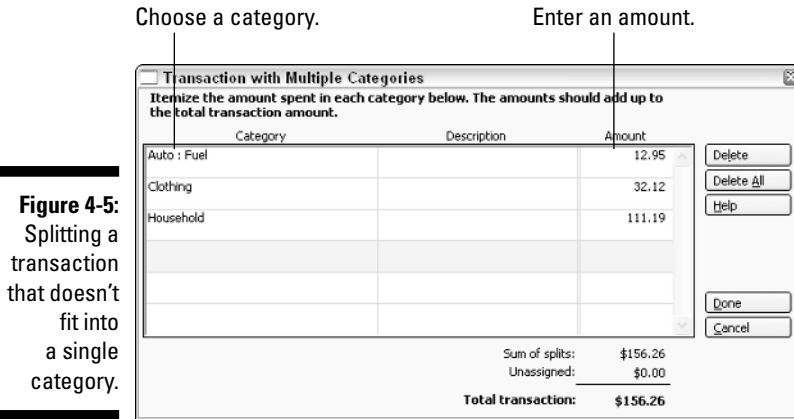 Choose a category. Enter an amount.
Transaction with Multiple Categories
Itemize the amount spent in each category below. The amounts should add up to
the total transaction amount.
Category Description Amount
Auto : Fuel 12.95
Clothing 32.12
Household 111.19
Delete
Delete All
Help
Done
Cancel
Sum of splits: $156.26
Unassigned: $0.00
Total transaction: $156.26
Figure 4-5:
Splitting a
transaction
that doesn't
fit into
a single
category.